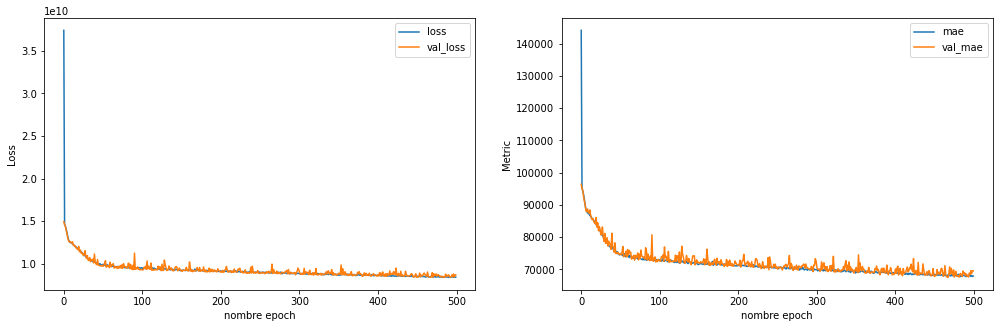 1e10
3.5
3.0
2.5
2.0
1.5
1.0
Loss
0
100
200
300
400
500
nombre epoch
loss
val_loss
140000
130000
120000
110000
100000
90000
80000
70000
Metric
0
100
200
300
400
500
nombre epoch
mae
val_mae